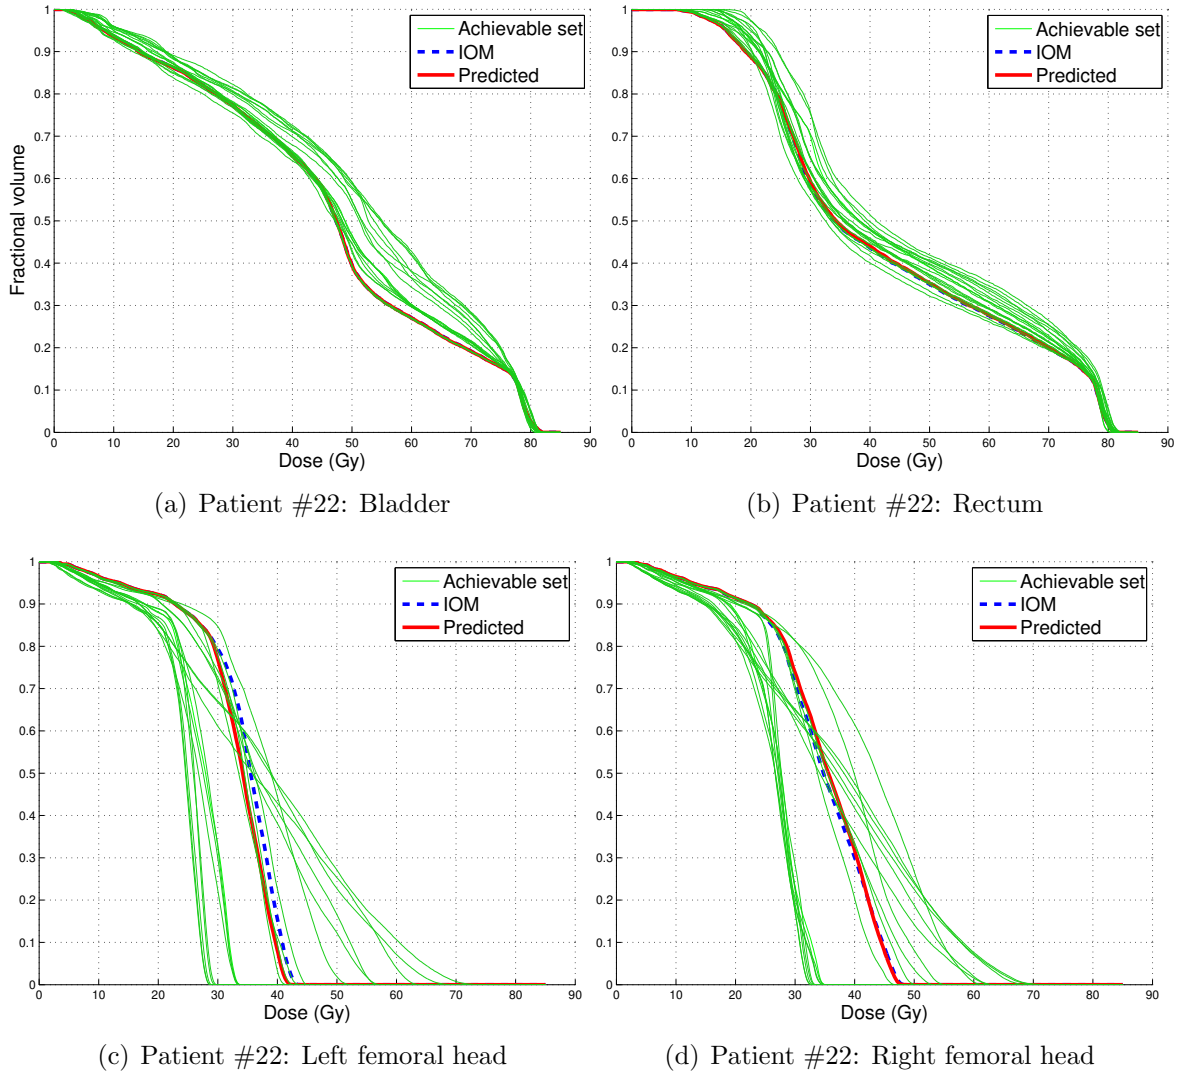 1
0.9
0.8
0.7
0.6
0.5
0.4
0.3
0.2
0.1
0
Fractional volume
0 10 20 30 40 50 60 70 80 90
Dose (Gy)
Achievable set
IOM
Predicted
(a) Patient #22: Bladder
1
0.9
0.8
0.7
0.6
0.5
0.4
0.3
0.2
0.1
0
0 10 20 30 40 50 60 70 80 90
Dose (Gy)
Achievable set
IOM
Predicted
(b) Patient #22: Rectum
1
0.9
0.8
0.7
0.6
0.5
0.4
0.3
0.2
0.1
0
0 10 20 30 40 50 60 70 80 90
Dose (Gy)
Achievable set
IOM
Predicted
(c) Patient #22: Left femoral head
1
0.9
0.8
0.7
0.6
0.5
0.4
0.3
0.2
0.1
0
0 10 20 30 40 50 60 70 80 90
Dose (Gy)
Achievable set
IOM
Predicted
(d) Patient #22: Right femoral head